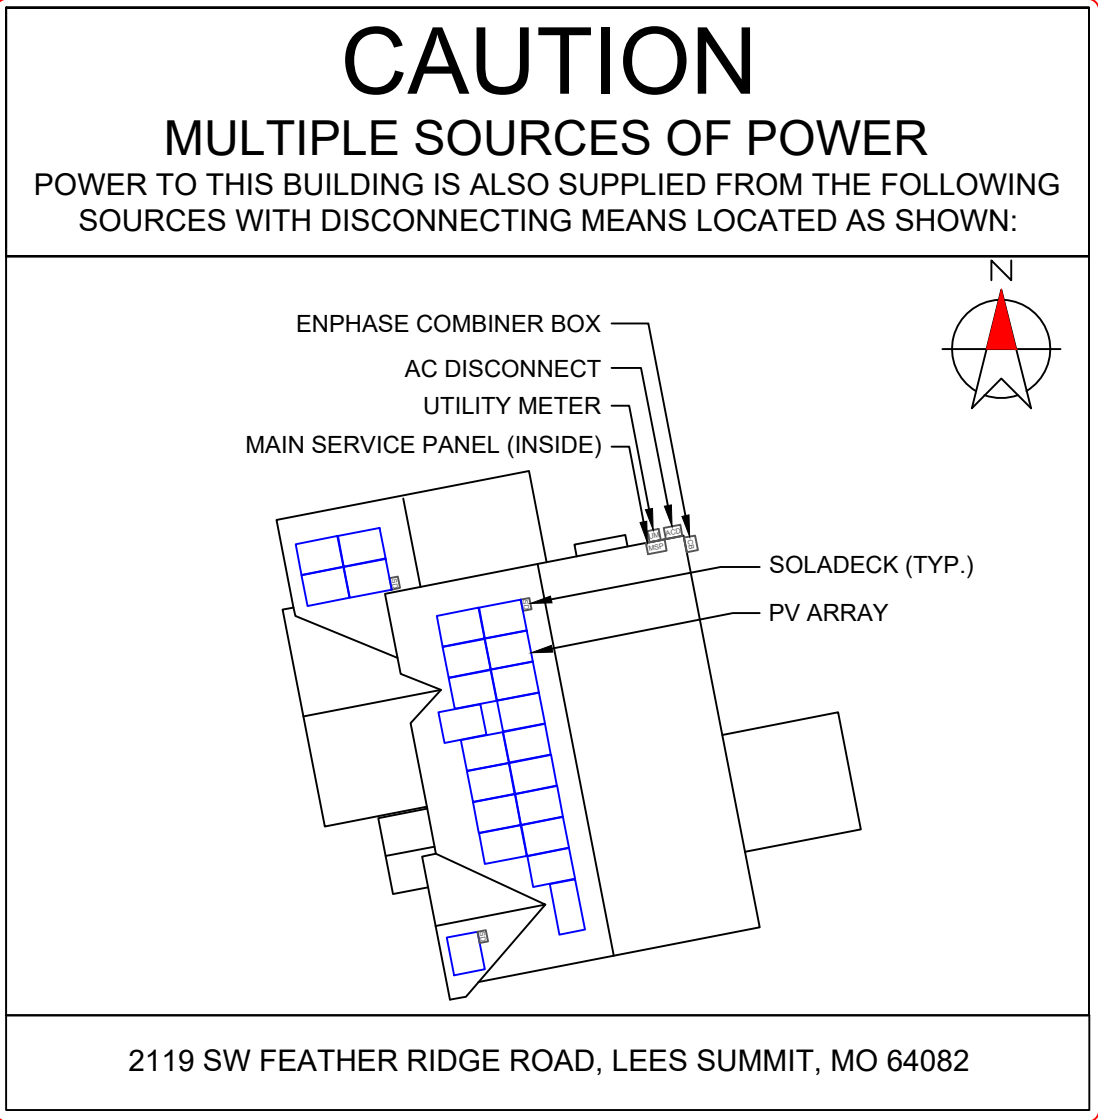 CAUTION
MULTIPLE SOURCES OF POWER
POWER TO THIS BUILDING IS ALSO SUPPLIED FROM THE FOLLOWING
SOURCES WITH DISCONNECTING MEANS LOCATED AS SHOWN:
N
ENPHASE COMBINER BOX
AC DISCONNECT
UTILITY METER
MAIN SERVICE PANEL (INSIDE)
UM
ACD
MSP
CB
SOLADECK (TYP.)
PV ARRAY
2119 SW FEATHER RIDGE ROAD, LEES SUMMIT, MO 64082